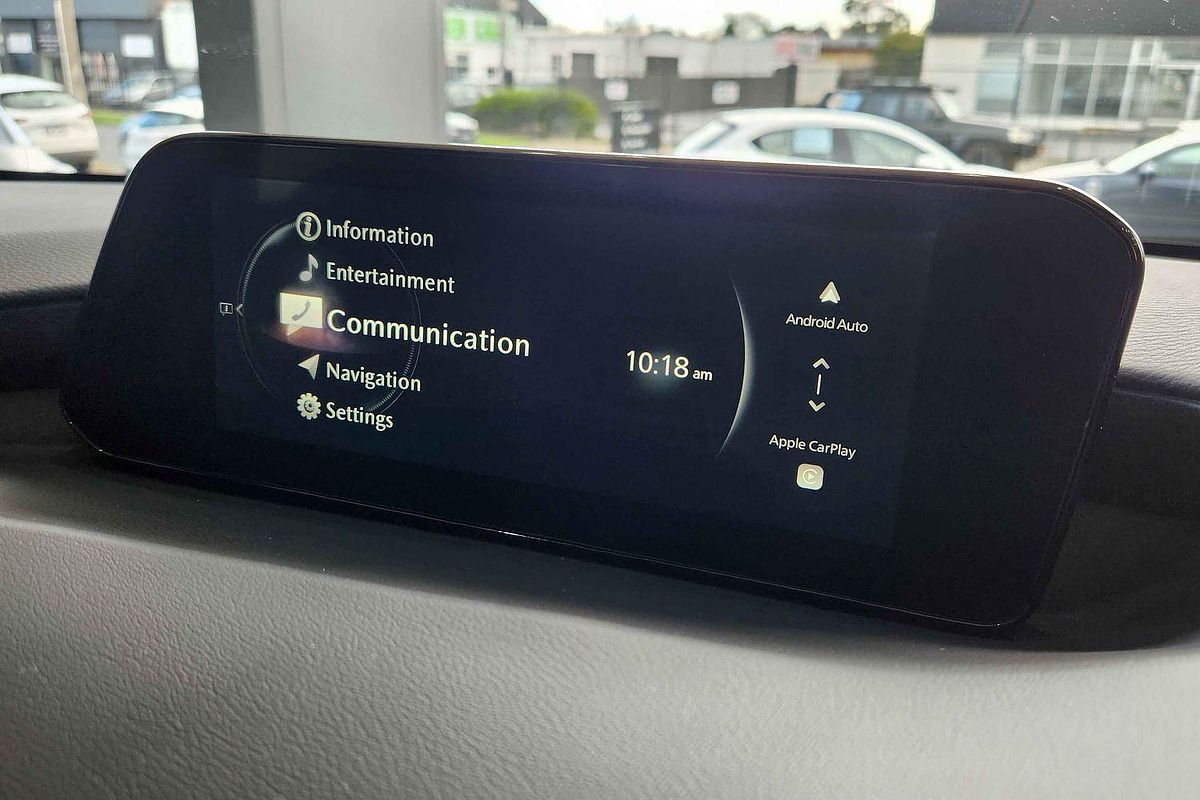 Information
Entertainment
Communication
Navigation
Settings
10:18 am
Android Auto
Apple CarPlay